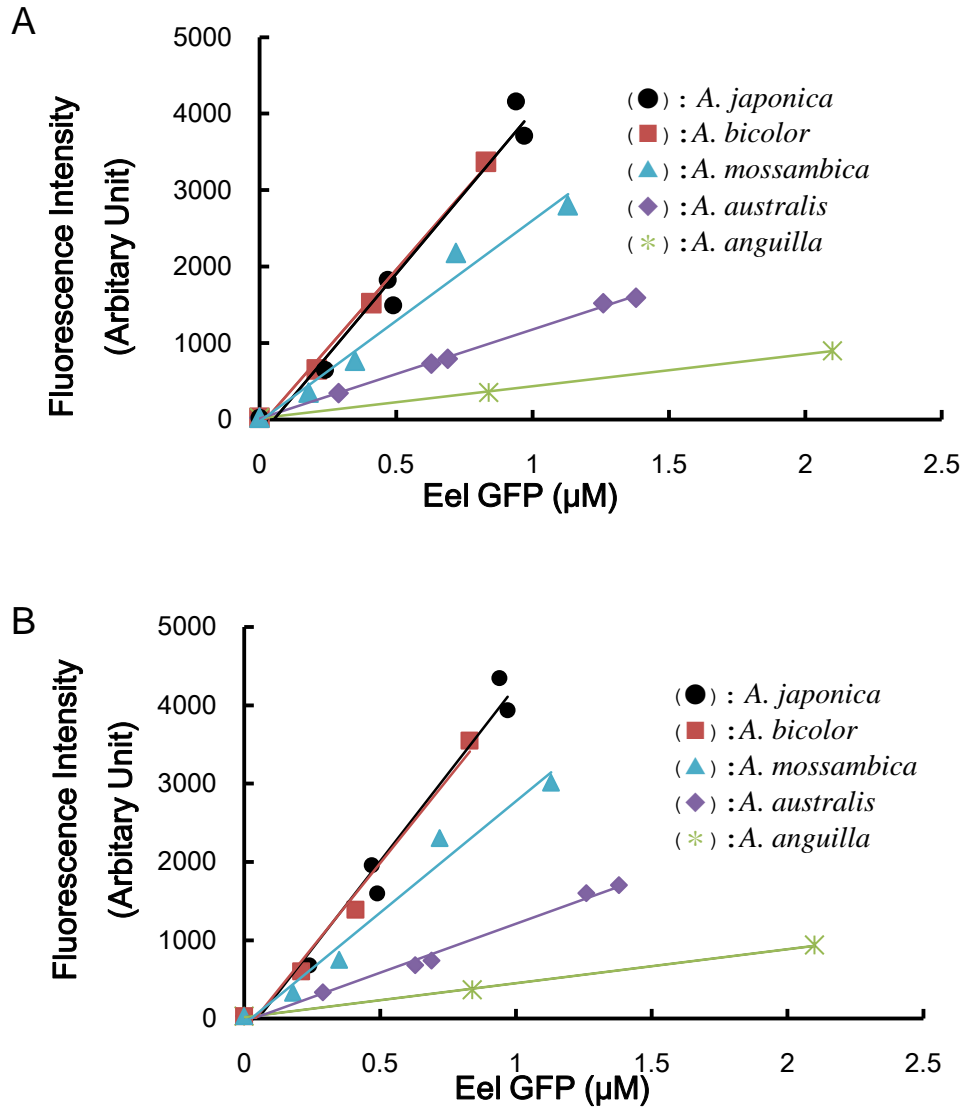 A
Fluorescence Intensity
(Arbitary Unit)
5000
4000
3000
2000
1000
0
(●) : A. japonica
(■) : A. bicolor
(▲) : A. mossambica
(◆) : A. australis
(✳) : A. anguilla
0 0.5 1 1.5 2 2.5
Eel GFP (µM)
B
Fluorescence Intensity
(Arbitary Unit)
5000
4000
3000
2000
1000
0
(●) : A. japonica
(■) : A. bicolor
(▲) : A. mossambica
(◆) : A. australis
(✳) : A. anguilla
0 0.5 1 1.5 2 2.5
Eel GFP (µM)